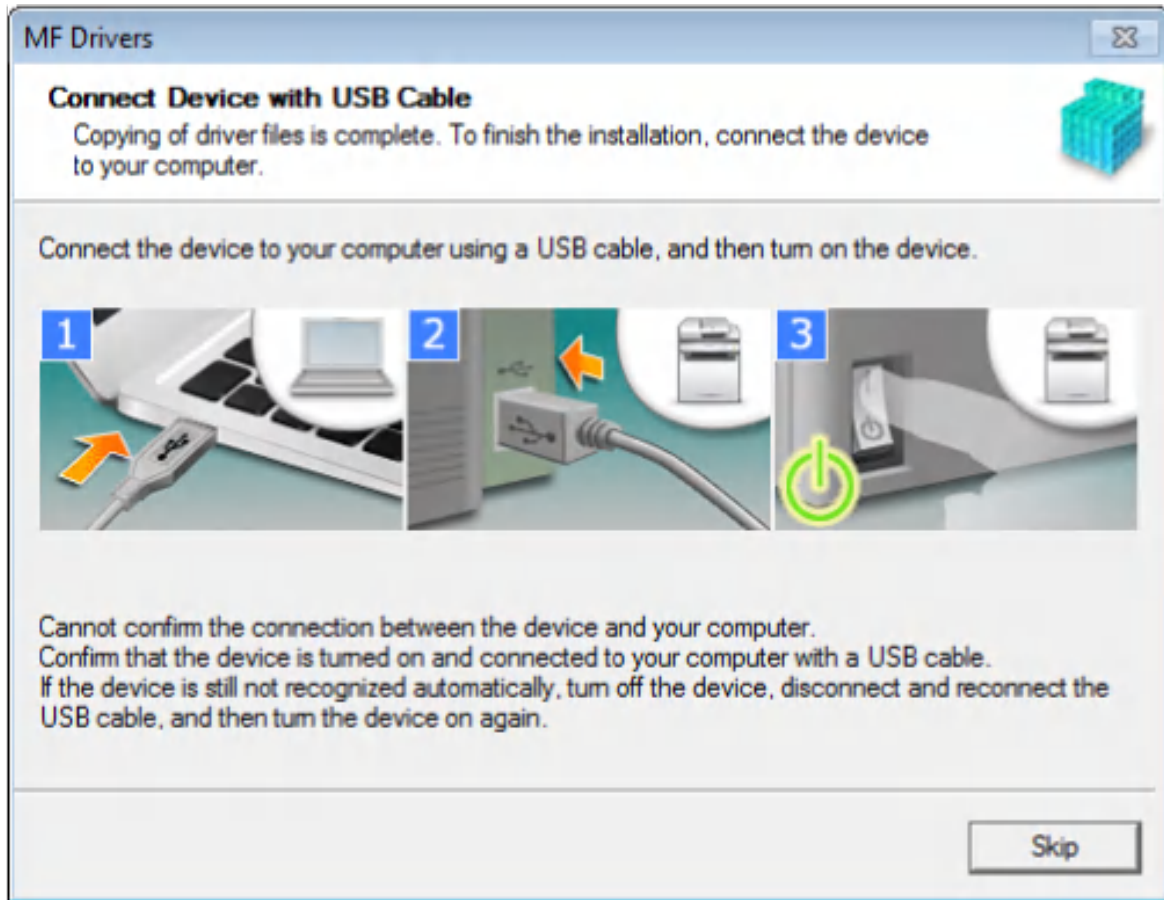 MF Drivers
Connect Device with USB Cable
Copying of driver files is complete. To finish the installation, connect the device
to your computer.
Connect the device to your computer using a USB cable, and then turn on the device.
1
2
3
Cannot confirm the connection between the device and your computer.
Confirm that the device is turned on and connected to your computer with a USB cable.
If the device is still not recognized automatically, turn off the device, disconnect and reconnect the
USB cable, and then turn the device on again.
Skip